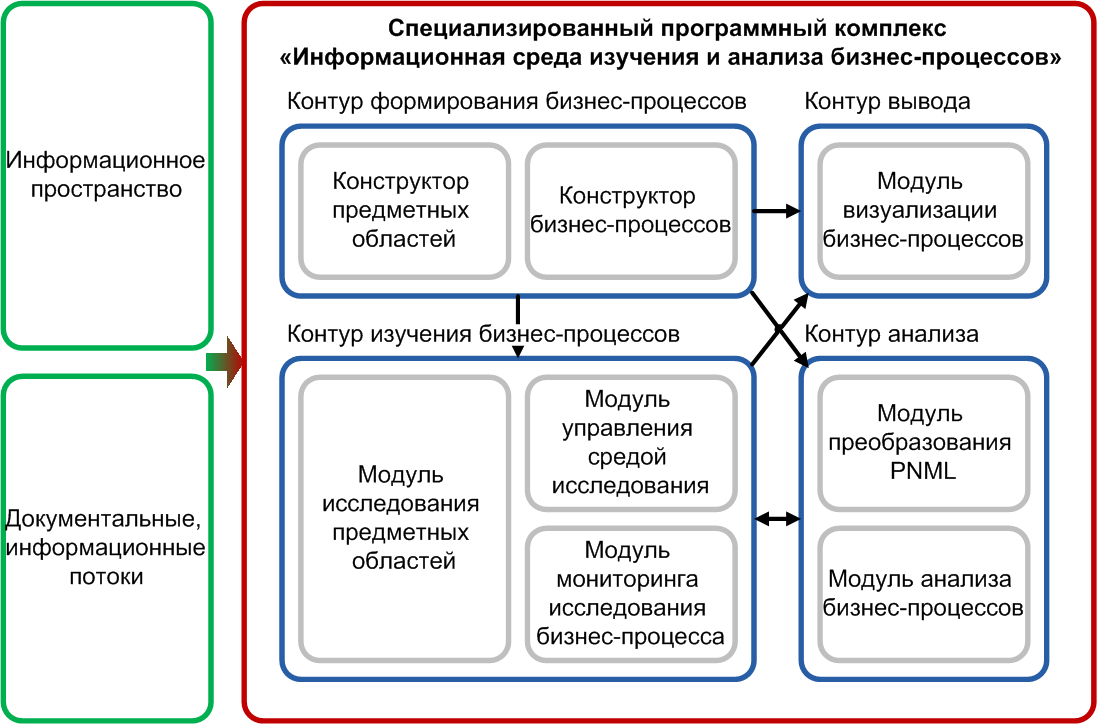 Информационное
пространство
Документальные,
информационные
потоки
Специализированный программный комплекс
«Информационная среда изучения и анализа бизнес-процессов»
Контур формирования бизнес-процессов
Конструктор
предметных
областей
Конструктор
бизнес-процессов
Контур вывода
Модуль
визуализации
бизнес-процессов
Контур изучения бизнес-процессов
Модуль
исследования
предметных
областей
Модуль
управления
средой
исследования
Модуль
мониторинга
исследования
бизнес-процесса
Контур анализа
Модуль
преобразования
PNML
Модуль анализа
бизнес-процессов